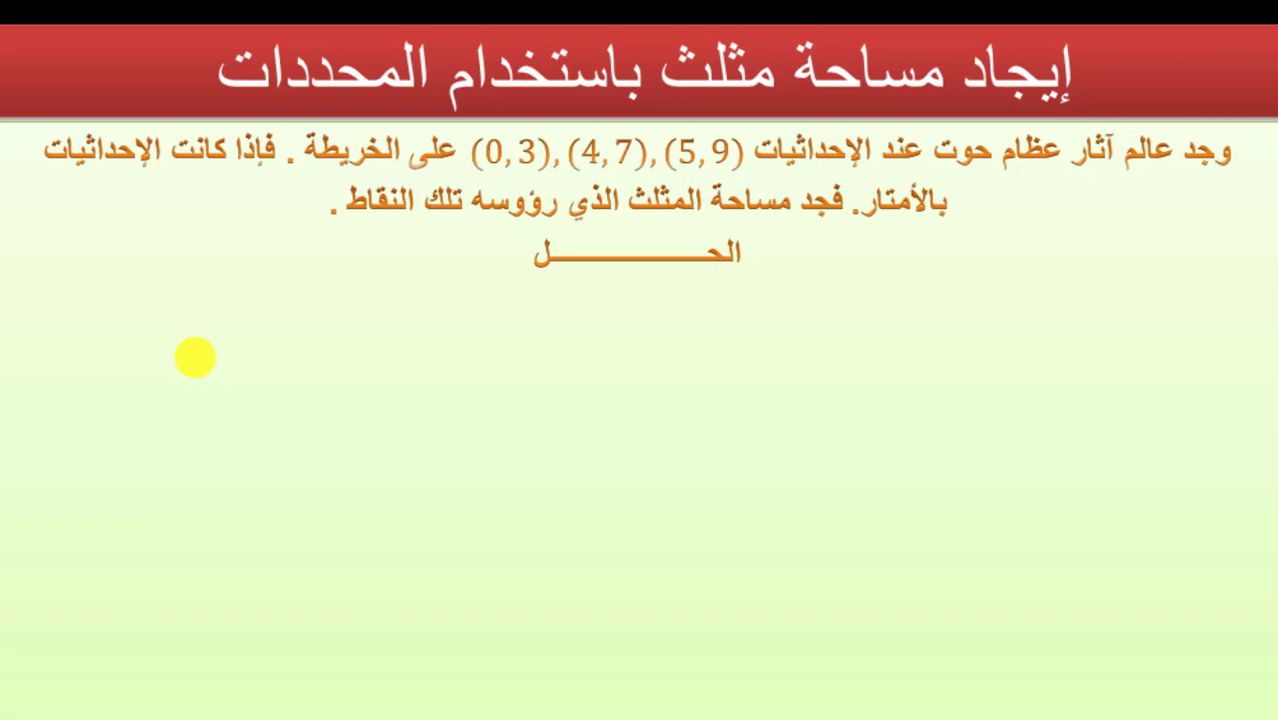 إيجاد مساحة مثلث باستخدام المحددات
وجد عالم آثار عظام حوت عند الإحداثيات (0, 3), (4, 7), (5, 9) على الخريطة . فإذا كانت الإحداثيات
بالأمتار. فجد مساحة المثلث الذي رؤوسه تلك النقاط .
الحـــــــــــــــل